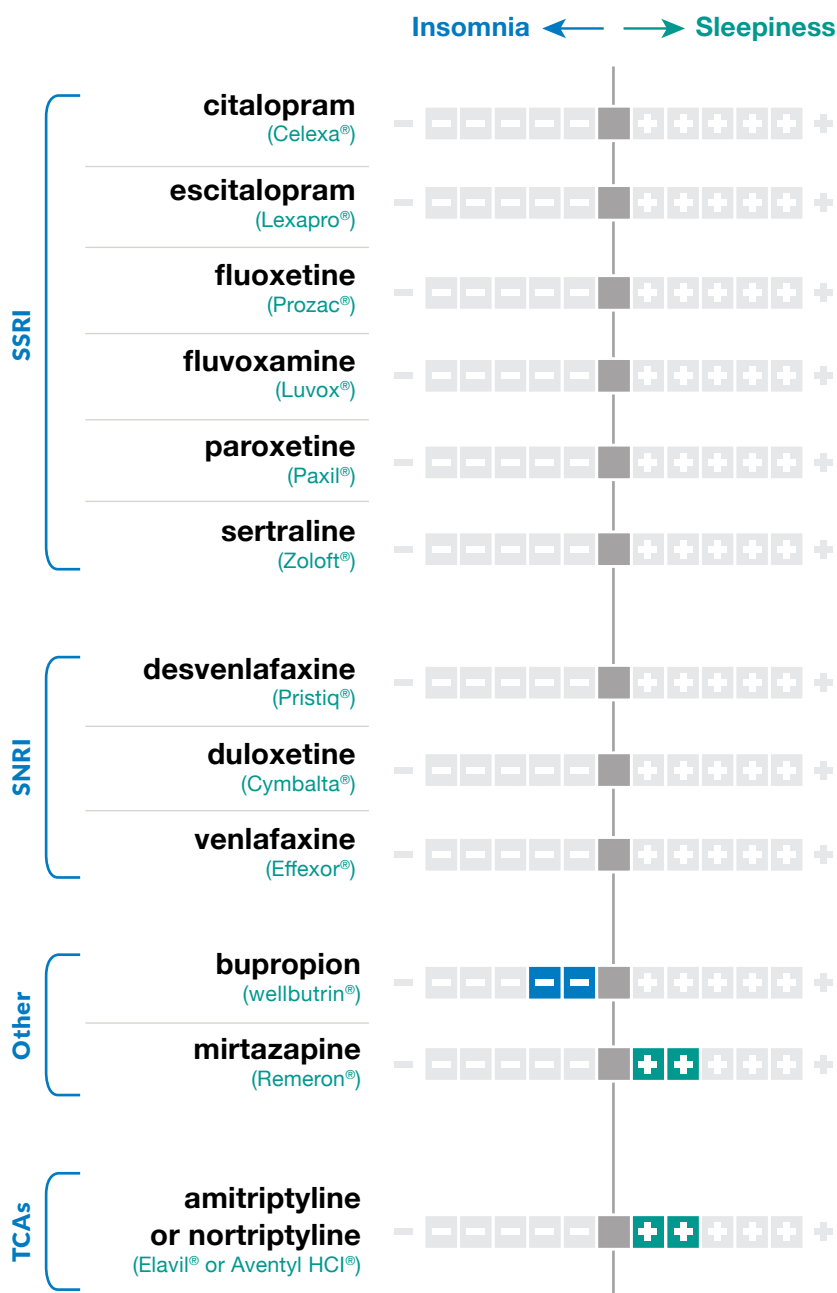 Insomnia ← → Sleepiness
SSRI
citalopram
(Celexa®)
− − − − − − + + + + + +
escitalopram
(Lexapro®)
− − − − − − + + + + + +
fluoxetine
(Prozac®)
− − − − − − + + + + + +
fluvoxamine
(Luvox®)
− − − − − − + + + + + +
paroxetine
(Paxil®)
− − − − − − + + + + + +
sertraline
(Zoloft®)
− − − − − − + + + + + +
SNRI
desvenlafaxine
(Pristiq®)
− − − − − − + + + + + +
duloxetine
(Cymbalta®)
− − − − − − + + + + + +
venlafaxine
(Effexor®)
− − − − − − + + + + + +
Other
bupropion
(wellbutrin®)
− − − − − − + + + + + +
mirtazapine
(Remeron®)
− − − − − − + + + + + +
TCAs
amitriptyline
or nortriptyline
(Elavil® or Aventyl HCI®)
− − − − − − + + + + + +